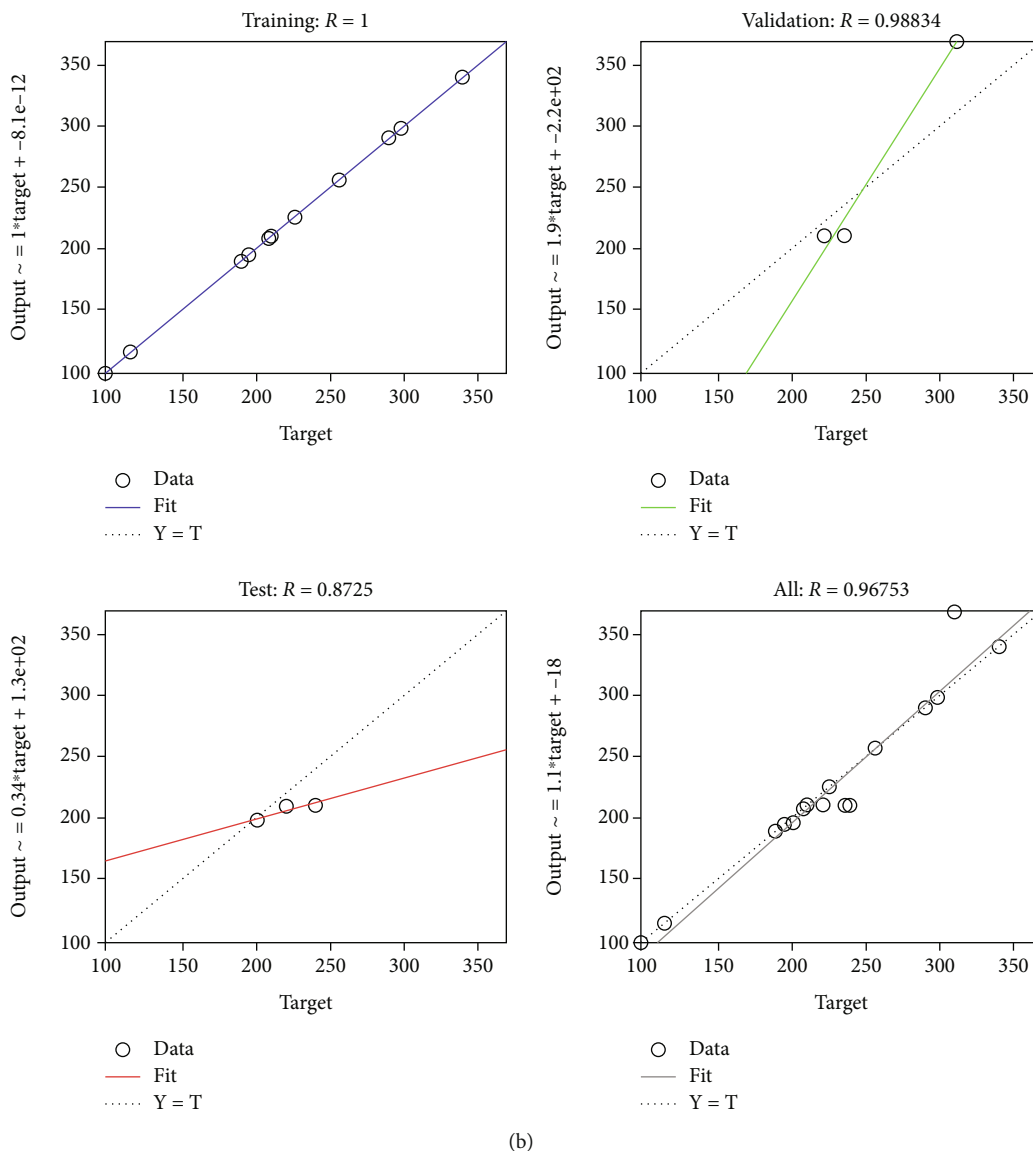 Training: R = 1
Output ~ = 1*target + −8.1e−12
350
300
250
200
150
100
100 150 200 250 300 350
Target
Data
Fit
Y = T
Validation: R = 0.98834
Output ~ = 1.9*target + −2.2e+02
350
300
250
200
150
100
100 150 200 250 300 350
Target
Data
Fit
Y = T
Test: R = 0.8725
Output ~ = 0.34*target + 1.3e+02
350
300
250
200
150
100
100 150 200 250 300 350
Target
Data
Fit
Y = T
All: R = 0.96753
Output ~ = 1.1*target + −18
350
300
250
200
150
100
100 150 200 250 300 350
Target
Data
Fit
Y = T
(b)